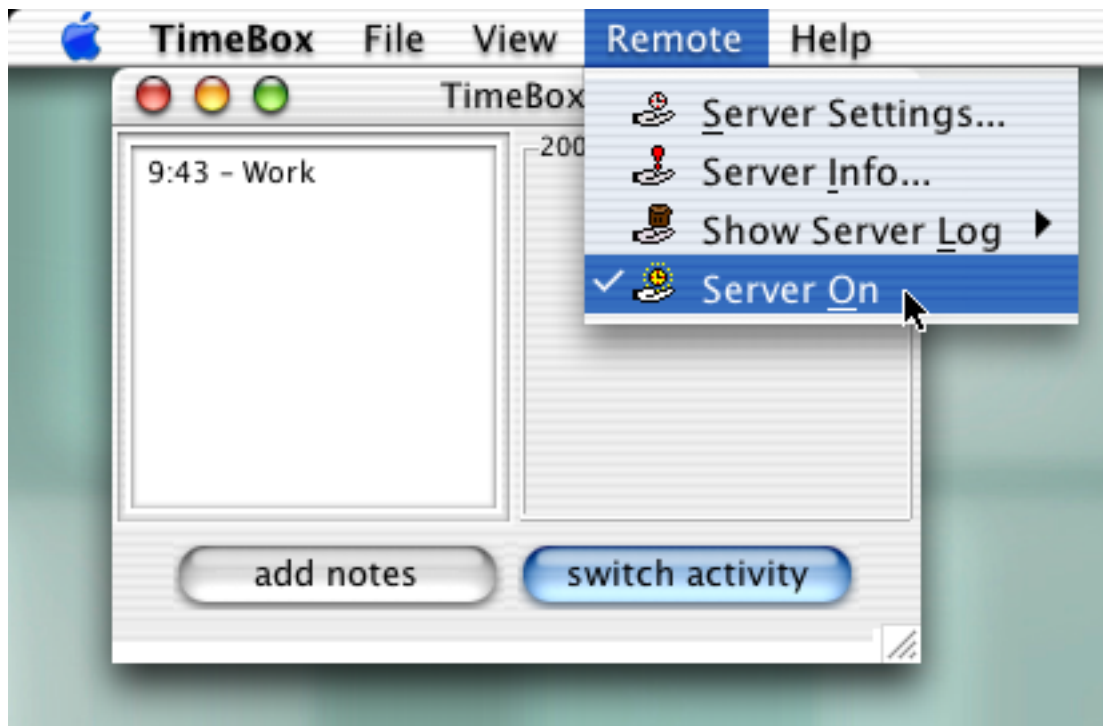 TimeBox File View Remote Help
TimeBox
Server Settings...
200
9:43 – Work
Server Info...
Show Server Log
Server On
add notes
switch activity